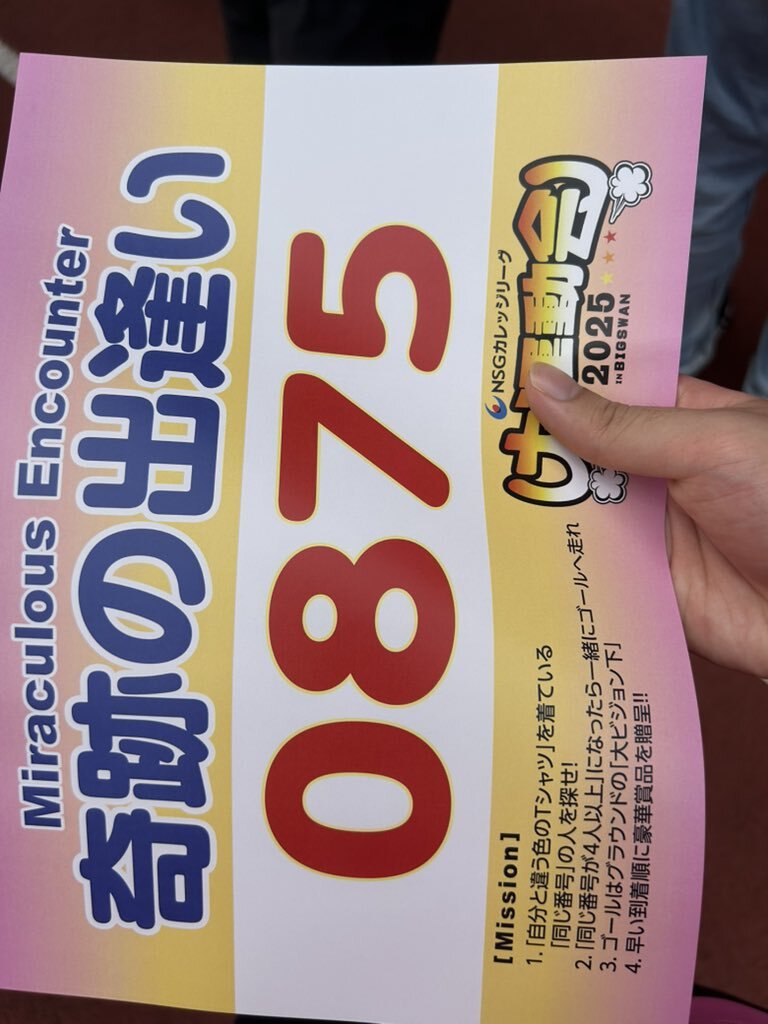 Miraculous Encounter
奇跡の出逢い
0875
[Mission]
1.「自分と違う色のTシャツ」を着ている
「同じ番号」の人を探せ!
2.「同じ番号が4人以上」になったら一緒にゴールへ走れ
3. ゴールはグラウンドの「大ビジョン下」
4. 早い到着順に豪華賞品を贈呈!!
NSGカレッジリーグ
大運動会
2025
IN BIGSWAN